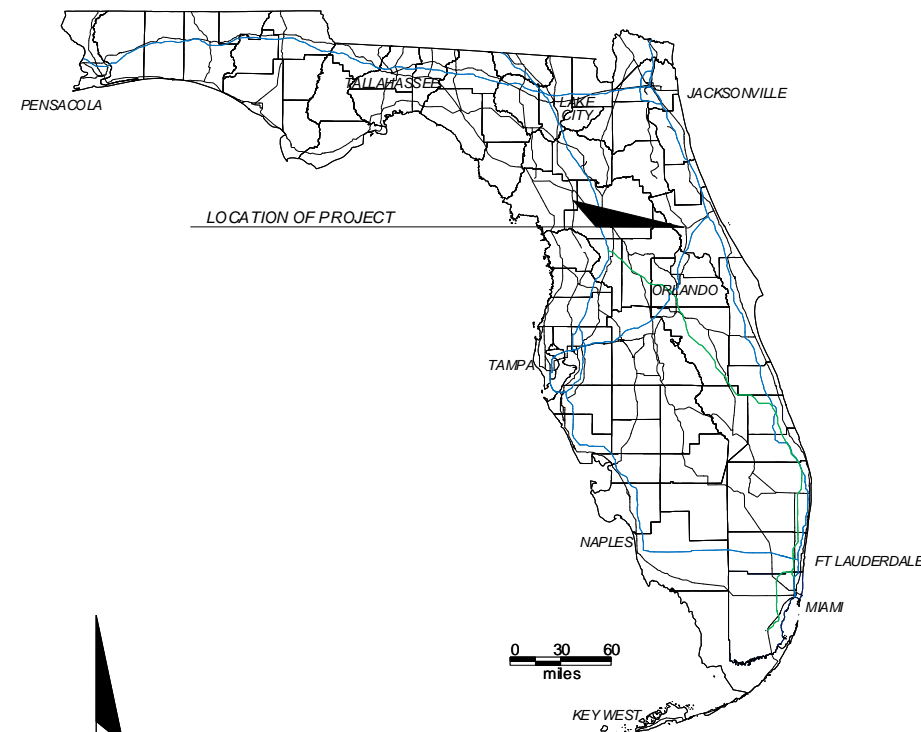 TALLAHASSEE
PENSACOLA
JACKSONVILLE
LAKE
CITY
LOCATION OF PROJECT
ORLANDO
TAMPA
NAPLES
FT LAUDERDALE
MIAMI
0 30 60
miles
KEY WEST